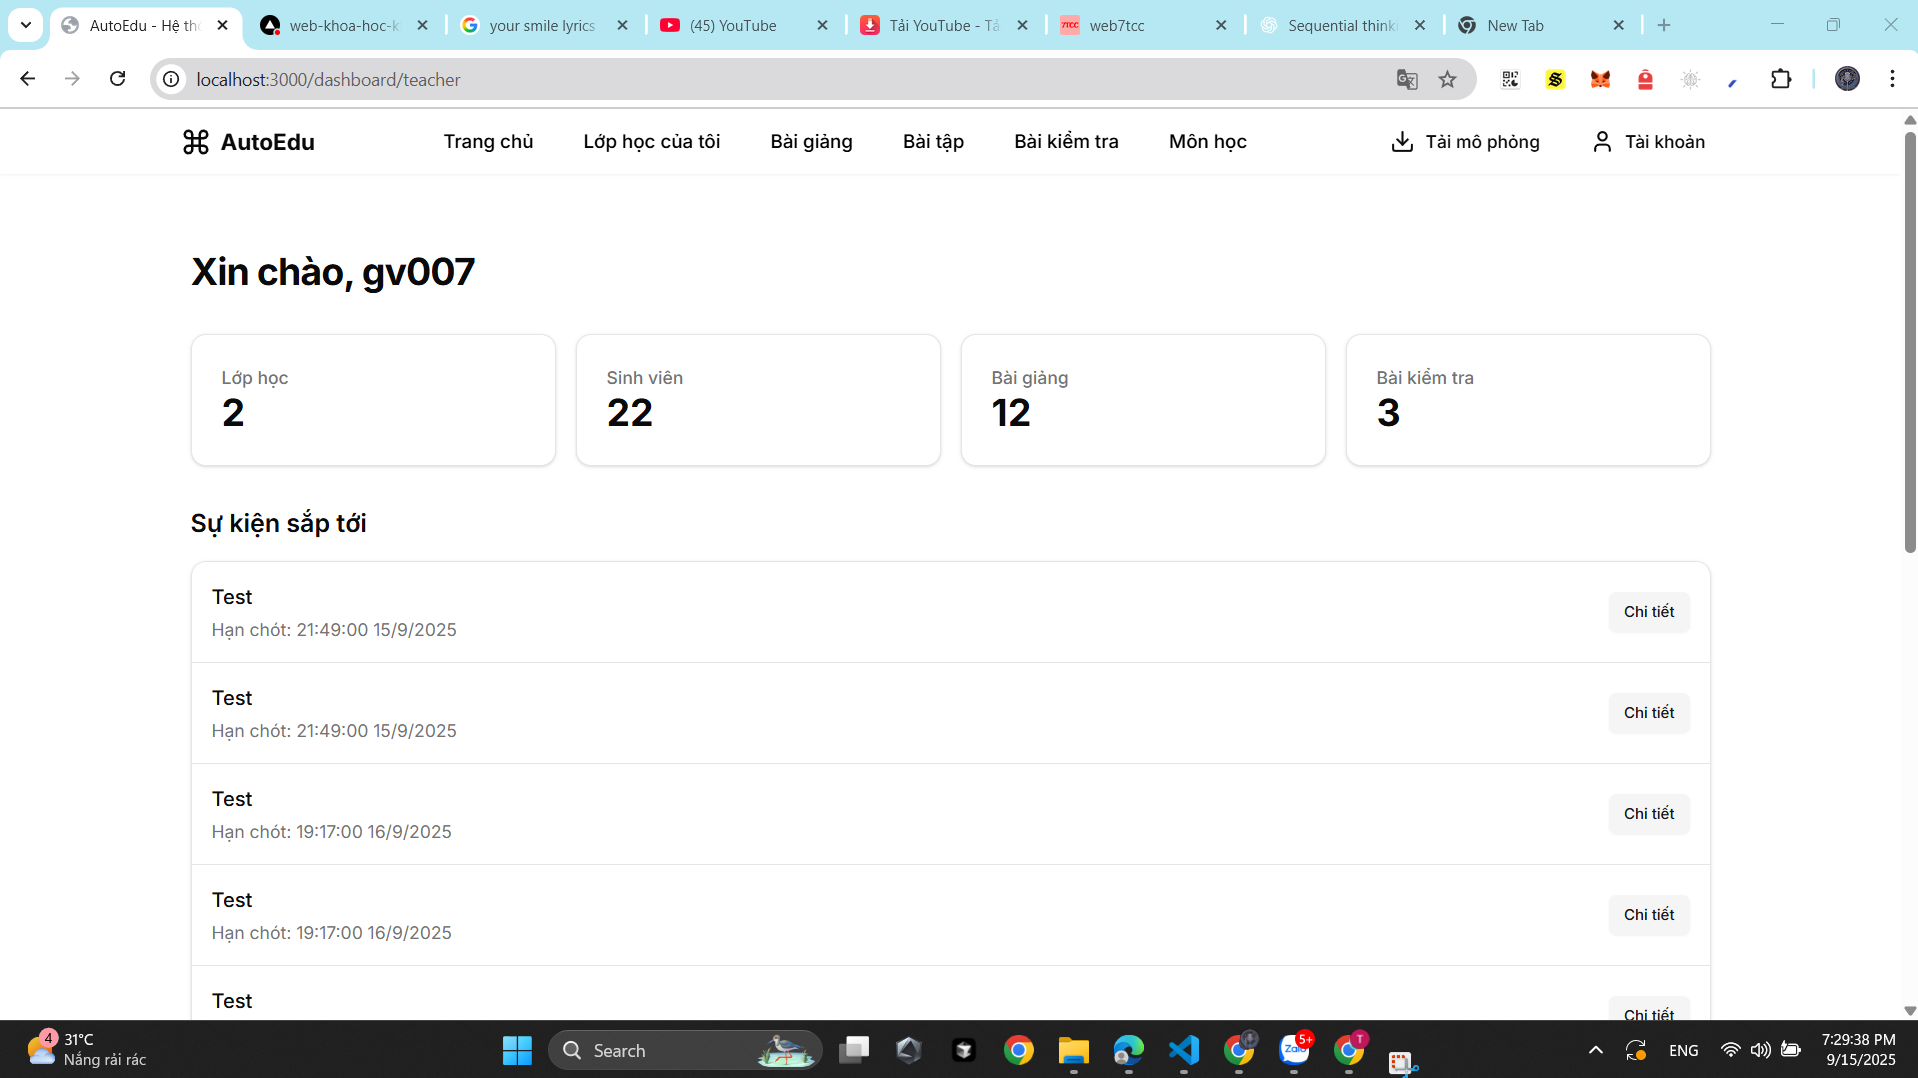 AutoEdu - Hệ thố
web-khoa-hoc-k
your smile lyrics
(45) YouTube
Tải YouTube - Tả
7TCC
web7tcc
Sequential thinki
New Tab
localhost:3000/dashboard/teacher
AutoEdu
Trang chủ
Lớp học của tôi
Bài giảng
Bài tập
Bài kiểm tra
Môn học
Tải mô phỏng
Tài khoản
Xin chào, gv007
Lớp học
2
Sinh viên
22
Bài giảng
12
Bài kiểm tra
3
Sự kiện sắp tới
Test
Hạn chót: 21:49:00 15/9/2025
Chi tiết
Test
Hạn chót: 21:49:00 15/9/2025
Chi tiết
Test
Hạn chót: 19:17:00 16/9/2025
Chi tiết
Test
Hạn chót: 19:17:00 16/9/2025
Chi tiết
Test
Chi tiết
4
31°C
Nắng rải rác
Search
Zalo
5+
T
ENG
7:29:38 PM
9/15/2025